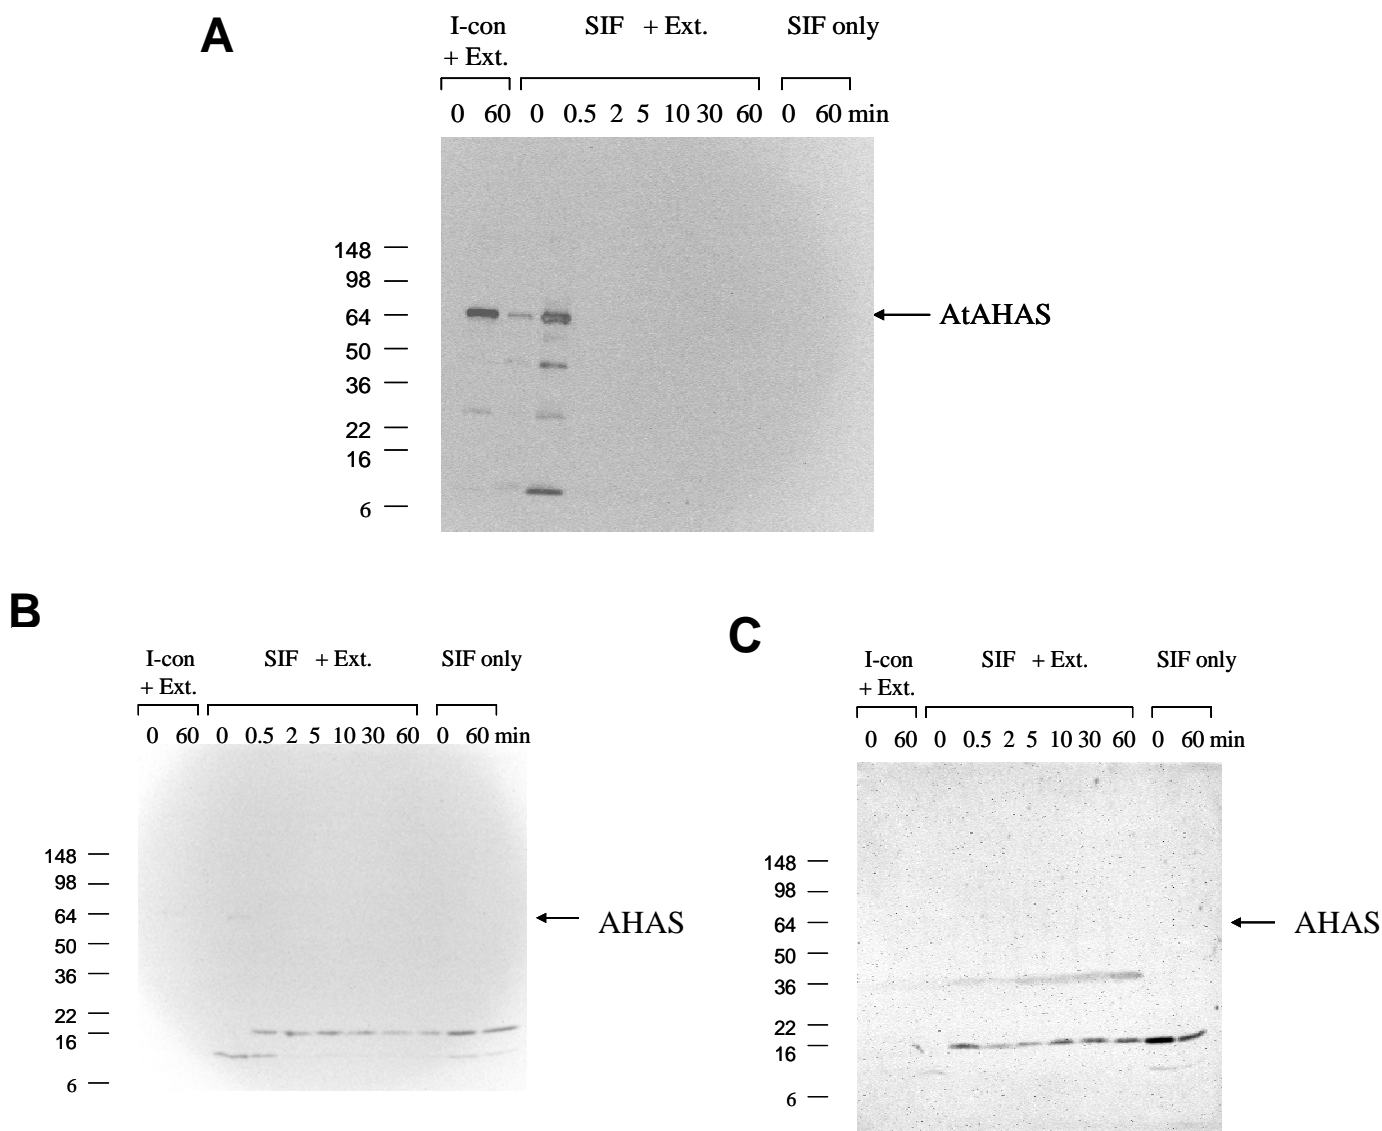 A
I-con
+ Ext.
SIF + Ext.
SIF only
0 60 0 0.5 2 5 10 30 60 0 60 min
148
98
64
50
36
22
16
6
AtAHAS
B
I-con
+ Ext.
SIF + Ext.
SIF only
0 60 0 0.5 2 5 10 30 60 0 60 min
148
98
64
50
36
22
16
6
AHAS
C
I-con
+ Ext.
SIF + Ext.
SIF only
0 60 0 0.5 2 5 10 30 60 0 60 min
148
98
64
50
36
22
16
6
AHAS